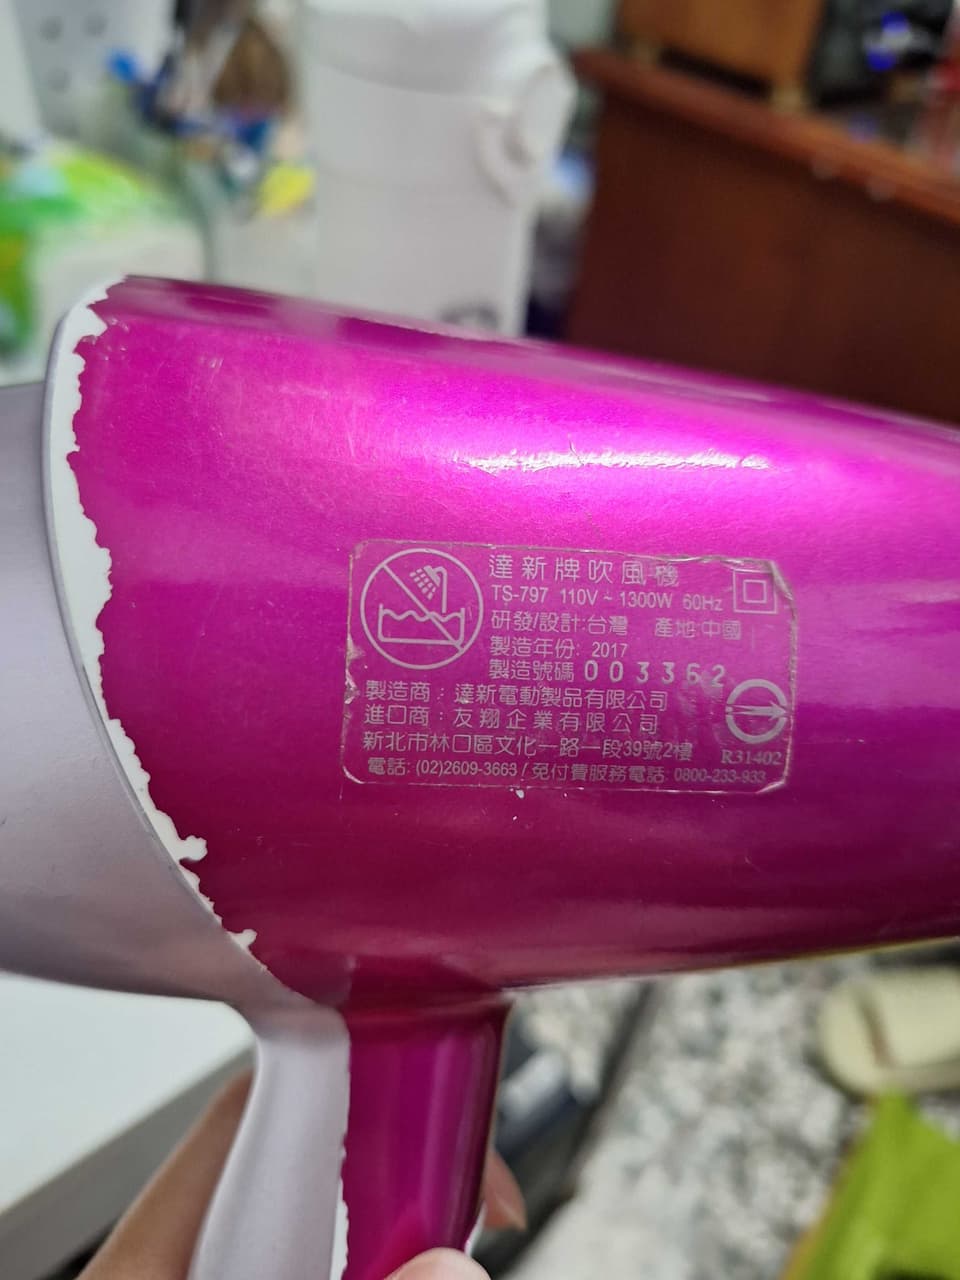 達新牌吹風機
TS-797 110V ~ 1300W 60Hz
研發/設計:台灣 產地:中國
製造年份: 2017
製造號碼 003362
製造商：達新電動製品有限公司
進口商：友翔企業有限公司
新北市林口區文化一路一段39號2樓
R31402
電話: (02)2609-3663 / 免付費服務電話: 0800-233-933